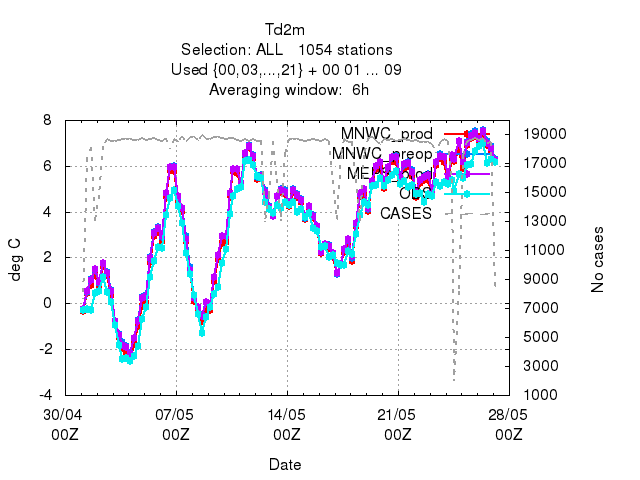 Td2m
Selection: ALL   1054 stations
Used {00,03,...,21} + 00 01 ... 09
Averaging window:  6h
8
6
4
2
0
-2
-4
deg C
19000
17000
15000
13000
11000
9000
7000
5000
3000
1000
No cases
MNWC_prod
MNWC_preop
CASES
30/04 07/05 14/05 21/05 28/05
00Z 00Z 00Z 00Z 00Z
Date